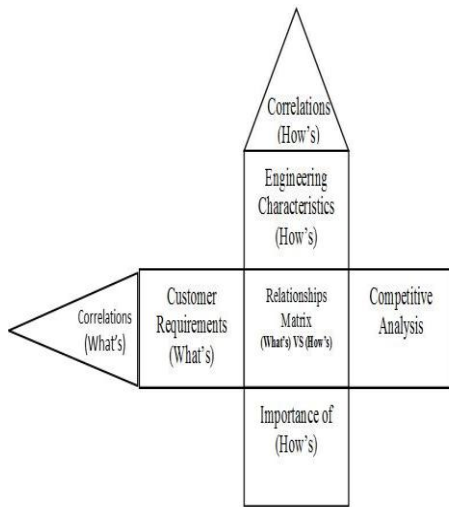 Correlations
(How's)
Engineering
Characteristics
(How's)
Correlations
(What's)
Customer
Requirements
(What's)
Relationships
Matrix
(What's) VS (How's)
Competitive
Analysis
Importance of
(How's)